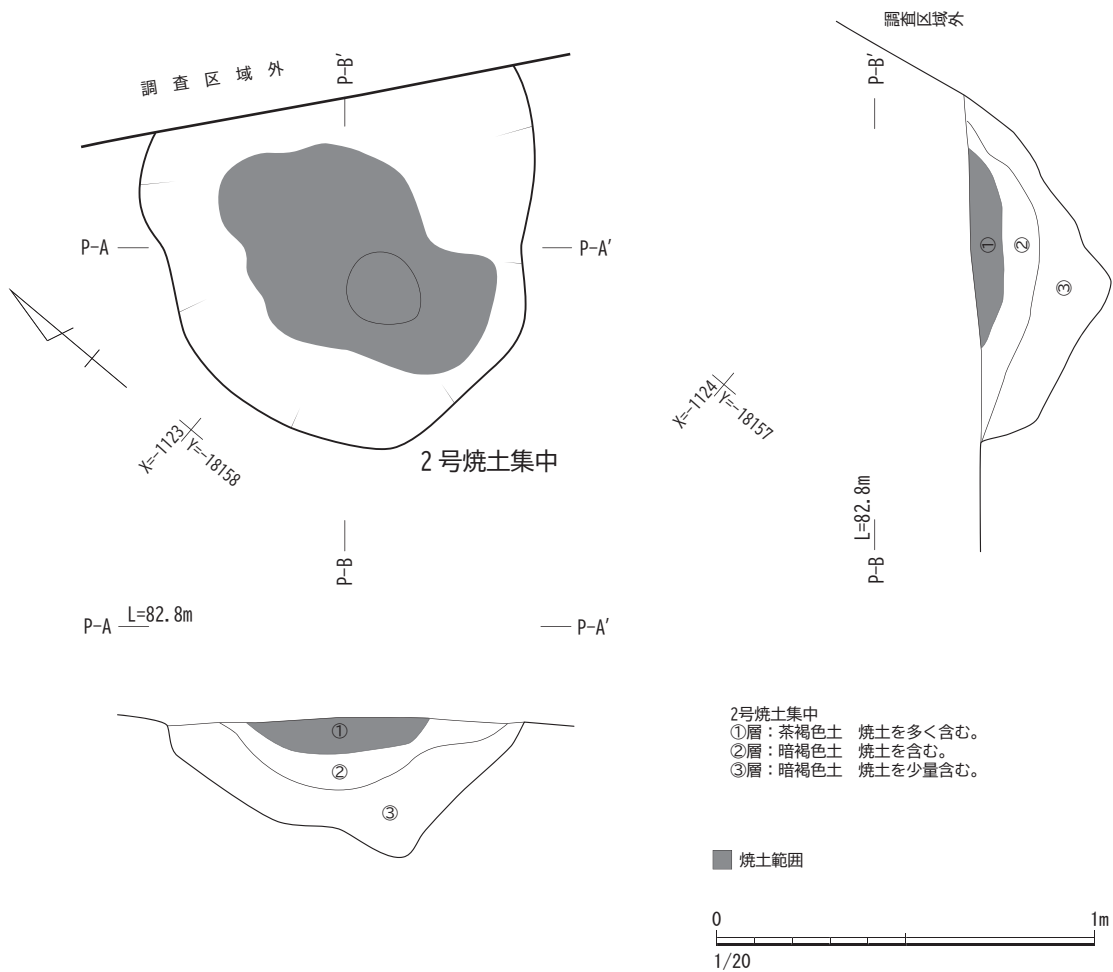 調査区域外
P-B′
P-A
P-A′
X=-1123
Y=-18158
2号焼土集中
P-B
調査区域外
P-B′
①
②
③
X=-1124
Y=-18157
L=82.8m
P-B
P-A
L=82.8m
P-A′
①
②
③
2号焼土集中
①層：茶褐色土　焼土を多く含む。
②層：暗褐色土　焼土を含む。
③層：暗褐色土　焼土を少量含む。
焼土範囲
0
1m
1/20